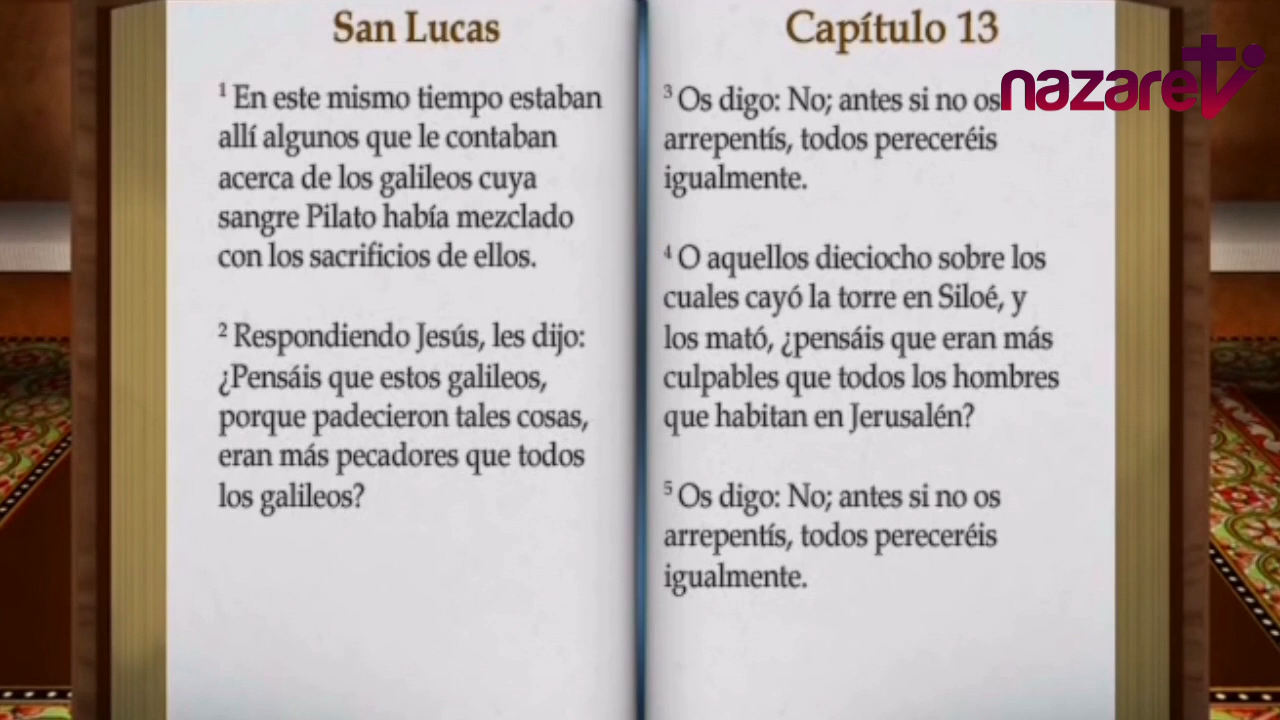 San Lucas
1 En este mismo tiempo estaban
allí algunos que le contaban
acerca de los galileos cuya
sangre Pilato había mezclado
con los sacrificios de ellos.
2 Respondiendo Jesús, les dijo:
¿Pensáis que estos galileos,
porque padecieron tales cosas,
eran más pecadores que todos
los galileos?
Capítulo 13
nazaretv
3 Os digo: No; antes si no os
arrepentís, todos pereceréis
igualmente.
4 O aquellos dieciocho sobre los
cuales cayó la torre en Siloé, y
los mató, ¿pensáis que eran más
culpables que todos los hombres
que habitan en Jerusalén?
5 Os digo: No; antes si no os
arrepentís, todos pereceréis
igualmente.